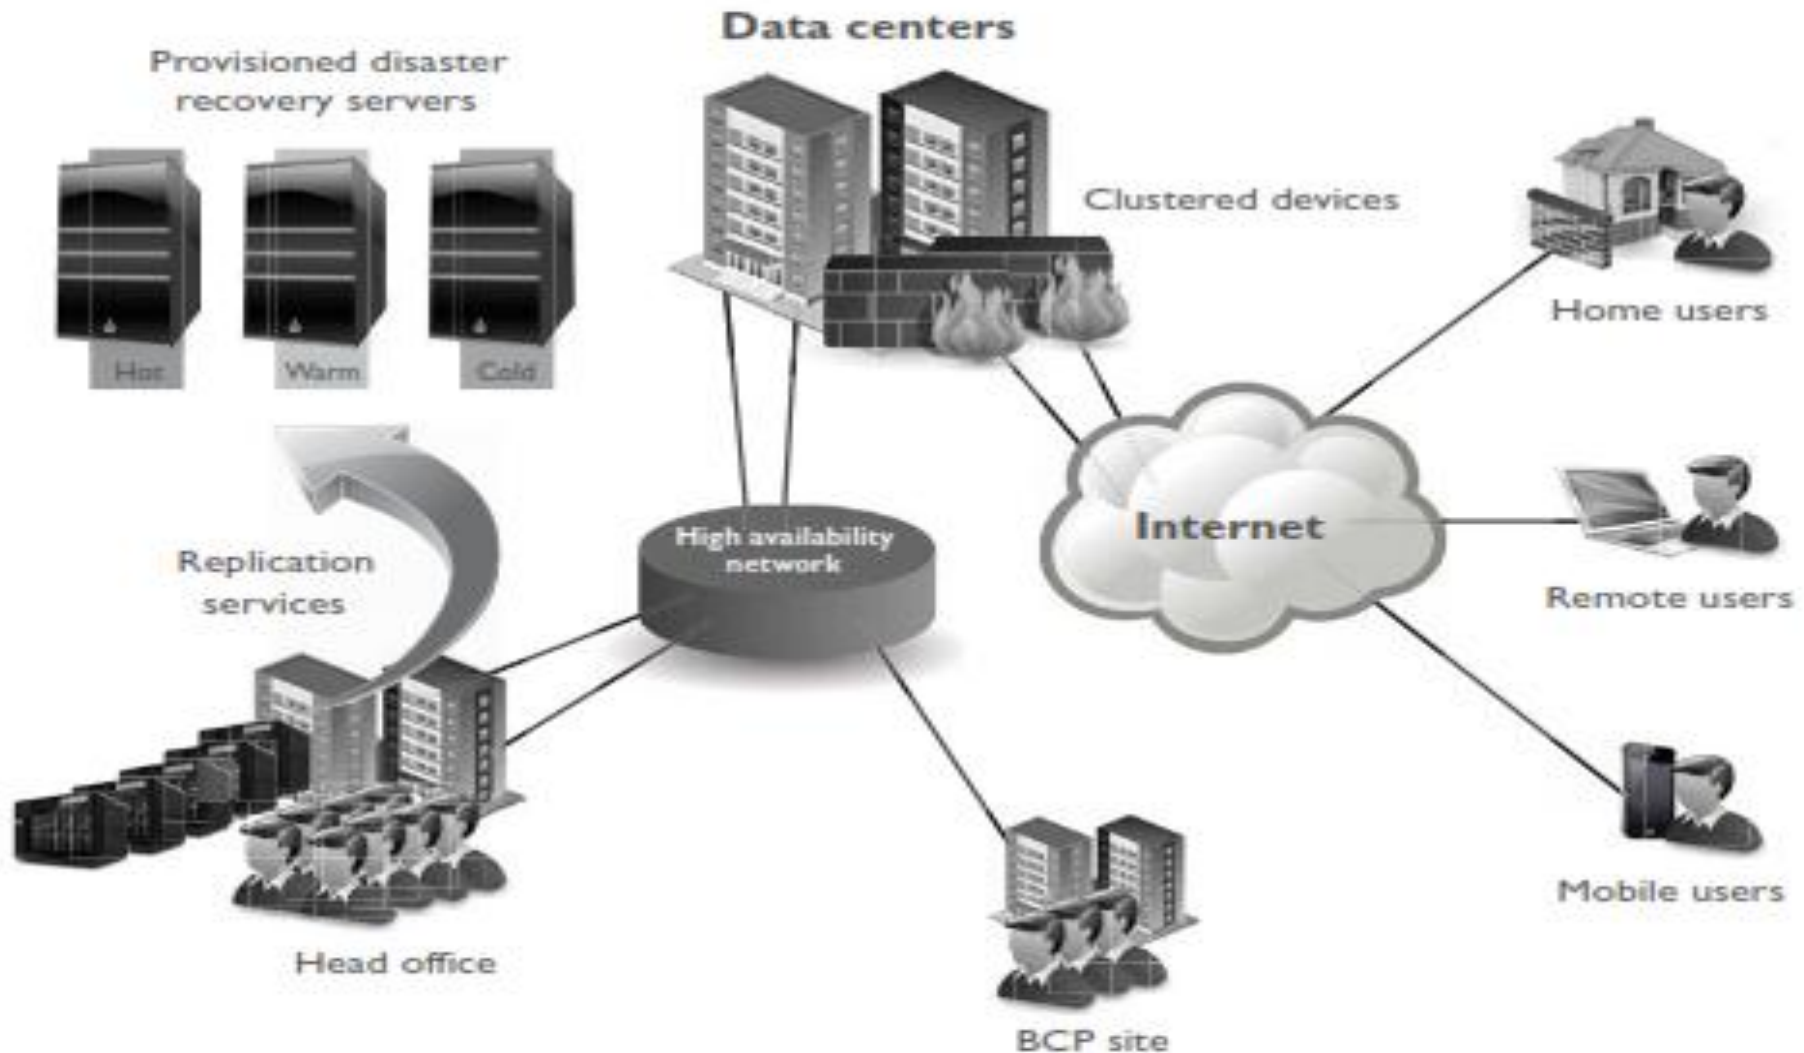 Data centers
Provisioned disaster
recovery servers
Clustered devices
Home users
Hot
Warm
Cold
High availability
network
Internet
Replication
services
Remote users
Mobile users
Head office
BCP site